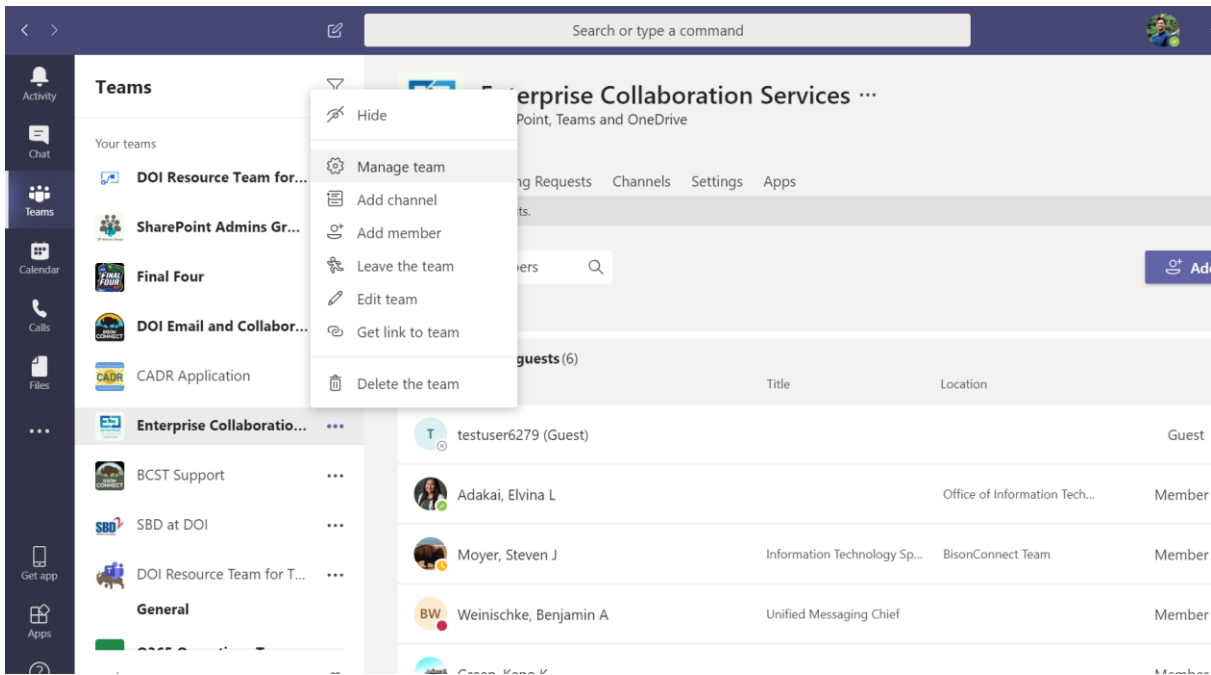 Search or type a command
Activity
Chat
Teams
Calendar
Calls
Files
Get app
Apps
Teams
Your teams
DOI Resource Team for...
SharePoint Admins Gr...
Final Four
DOI Email and Collabor...
CADR Application
Enterprise Collaboratio...
BCST Support
SBD at DOI
DOI Resource Team for T...
General
Hide
Manage team
Add channel
Add member
Leave the team
Edit team
Get link to team
Delete the team
erprise Collaboration Services ...
Point, Teams and OneDrive
ng Requests Channels Settings Apps
ts.
ers
Add
guests (6)
Title Location
T testuser6279 (Guest) Guest
Adakai, Elvina L Office of Information Tech... Member
Moyer, Steven J Information Technology Sp... BisonConnect Team Member
BW Weinischke, Benjamin A Unified Messaging Chief Member